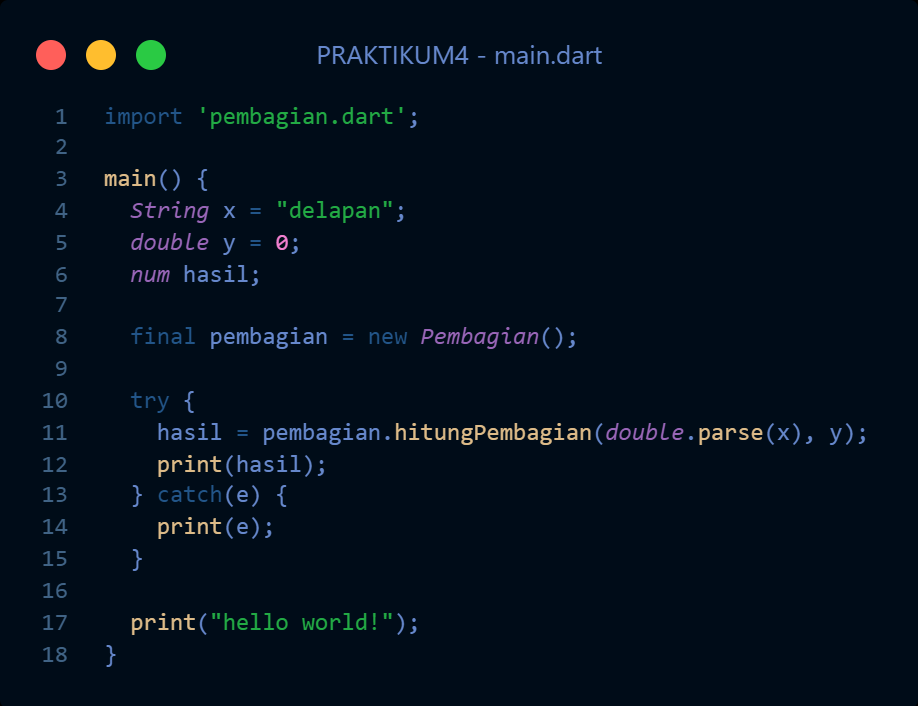 PRAKTIKUM4 - main.dart
1 import 'pembagian.dart';
2
3 main() {
4   String x = "delapan";
5   double y = 0;
6   num hasil;
7
8   final pembagian = new Pembagian();
9
10   try {
11     hasil = pembagian.hitungPembagian(double.parse(x), y);
12     print(hasil);
13   } catch(e) {
14     print(e);
15   }
16
17   print("hello world!");
18 }